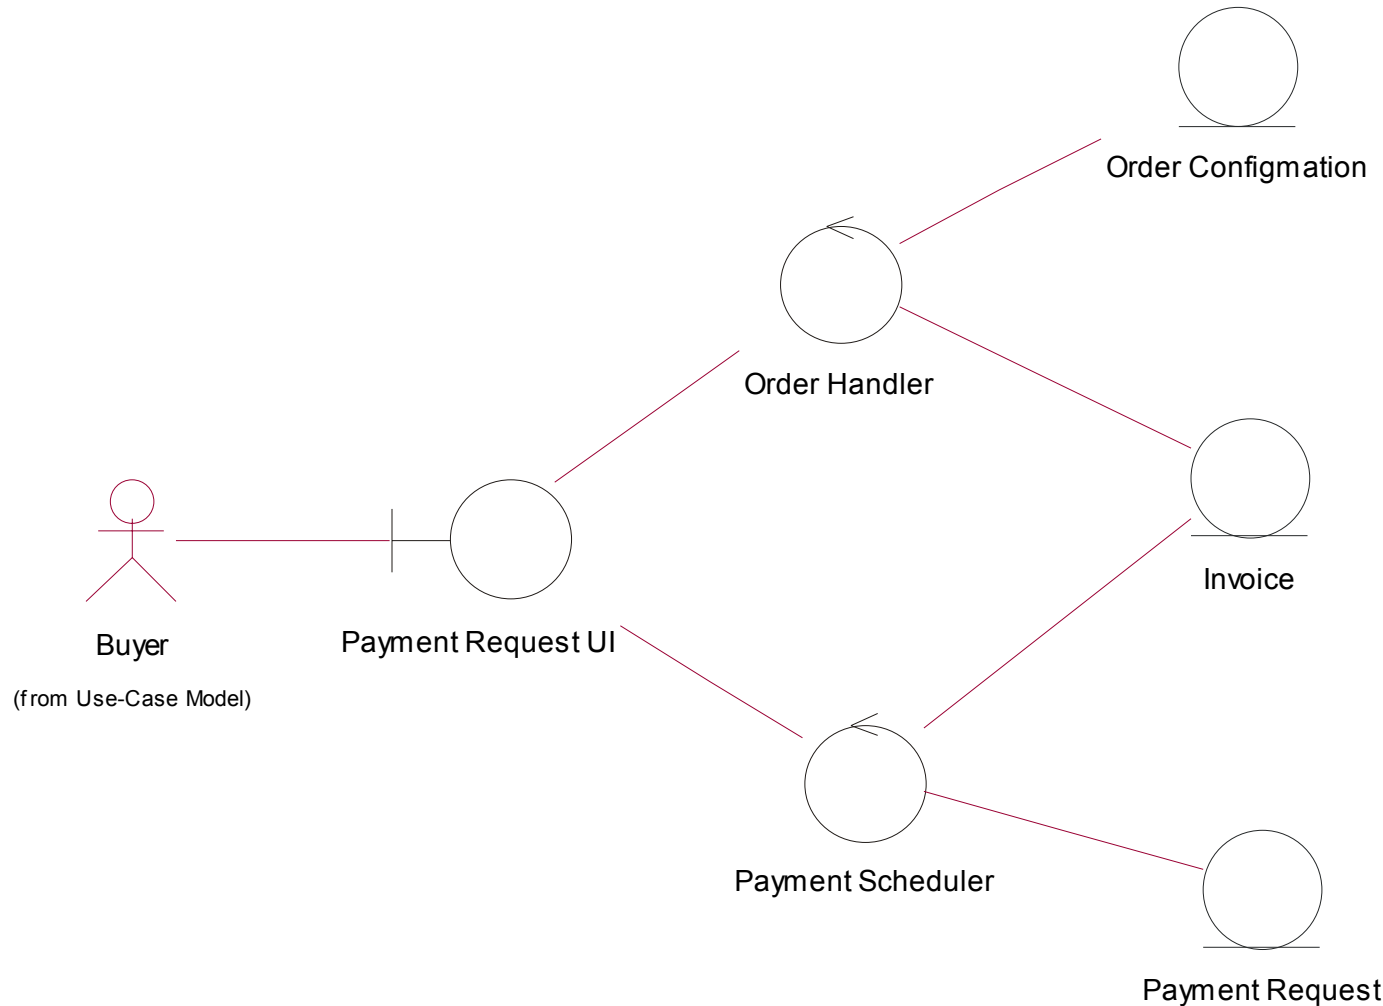 Order Configmation
Order Handler
Invoice
Buyer
(from Use-Case Model)
Payment Request UI
Payment Scheduler
Payment Request